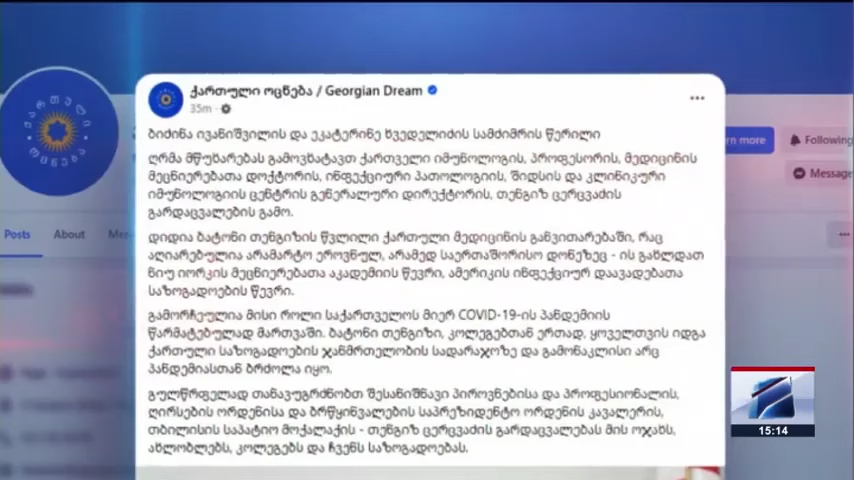 ქართული ოცნება / Georgian Dream
35m
ბიძინა ივანიშვილის და ეკატერინე ხვედელიძის სამძიმრის წერილი
ღრმა მწუხარებას გამოვხატავთ ქართველი იმუნოლოგის, პროფესორის, მედიცინის
მეცნიერებათა დოქტორის, ინფექციური პათოლოგიის, შიდსის და კლინიკური
იმუნოლოგიის ცენტრის გენერალური დირექტორის, თენგიზ ცერცვაძის
გარდაცვალების გამო.
დიდია ბატონი თენგიზის წვლილი ქართული მედიცინის განვითარებაში, რაც
აღიარებულია არამარტო ეროვნულ, არამედ საერთაშორისო დონეზეც - ის გახლდათ
ნიუ იორკის მეცნიერებათა აკადემიის წევრი, ამერიკის ინფექციურ დაავადებათა
საზოგადოების წევრი.
გამორჩეულია მისი როლი საქართველოს მიერ COVID-19-ის პანდემიის
წარმატებულად მართვაში. ბატონი თენგიზი, კოლეგებთან ერთად, ყოველთვის იდგა
ქართული საზოგადოების ჯანმრთელობის სადარაჯოზე და გამონაკლისი არც
პანდემიასთან ბრძოლა იყო.
გულწრფელად თანავუგრძნობთ შესანიშნავი პიროვნებისა და პროფესიონალის,
ღირსების ორდენისა და ბრწყინვალების საპრეზიდენტო ორდენის კავალერის,
თბილისის საპატიო მოქალაქის - თენგიზ ცერცვაძის გარდაცვალებას მის ოჯახს,
ახლობლებს, კოლეგებს და ჩვენს საზოგადოებას.
ქართული
ოცნება
rn more
Following
Message
Posts About
15:14